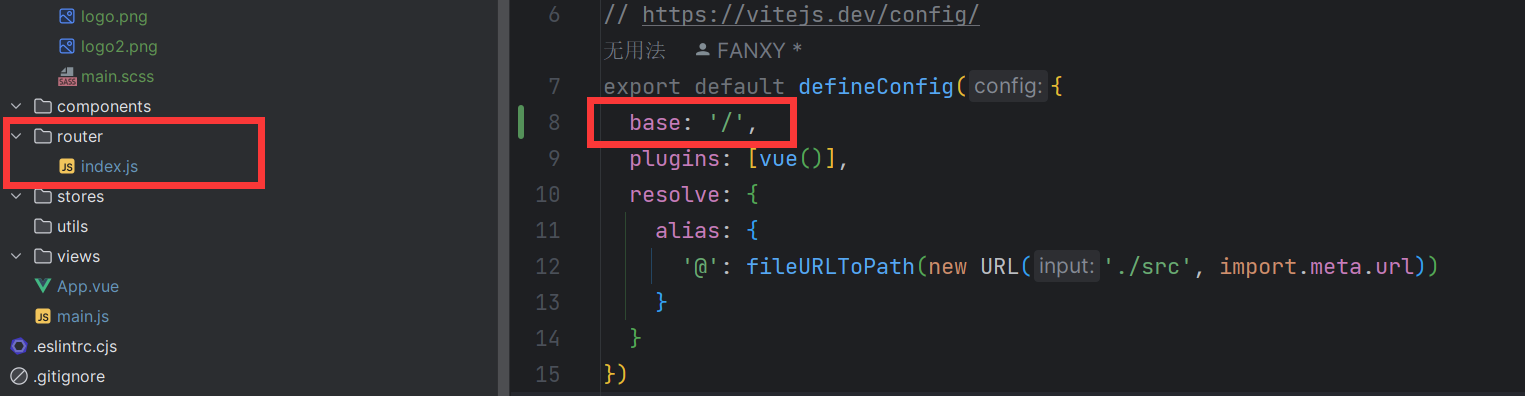 logo.png
logo2.png
main.scss
components
router
index.js
stores
utils
views
App.vue
main.js
.eslintrc.cjs
.gitignore
6 // https://vitejs.dev/config/
无用法 FANXY *
7 export default defineConfig( config: {
8 base: '/',
9 plugins: [vue()],
10 resolve: {
11 alias: {
12 '@': fileURLToPath(new URL( input: './src', import.meta.url))
13 }
14 }
15 })